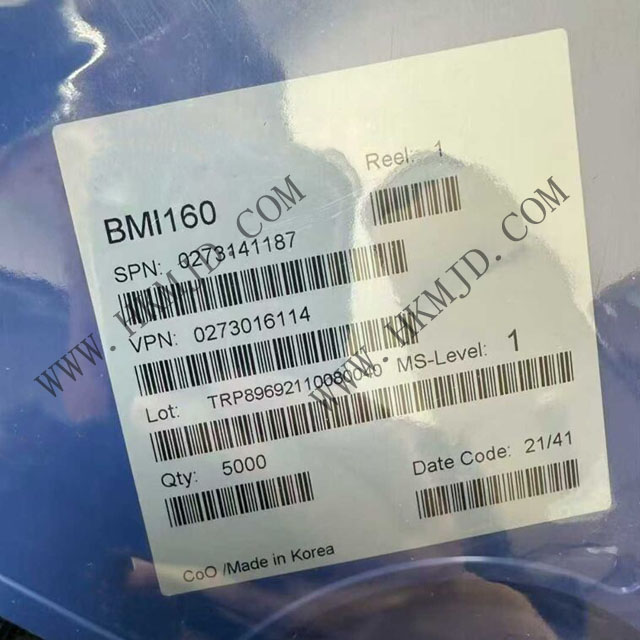 Reel: 1
BMI160
SPN: 0273141187
VPN: 0273016114
Lot:
MS-Level: 1
Qty: 5000
Date Code: 21/41
CoO /Made in Korea
WWW.HKMJD.COM
WWW.HKMJD.COM